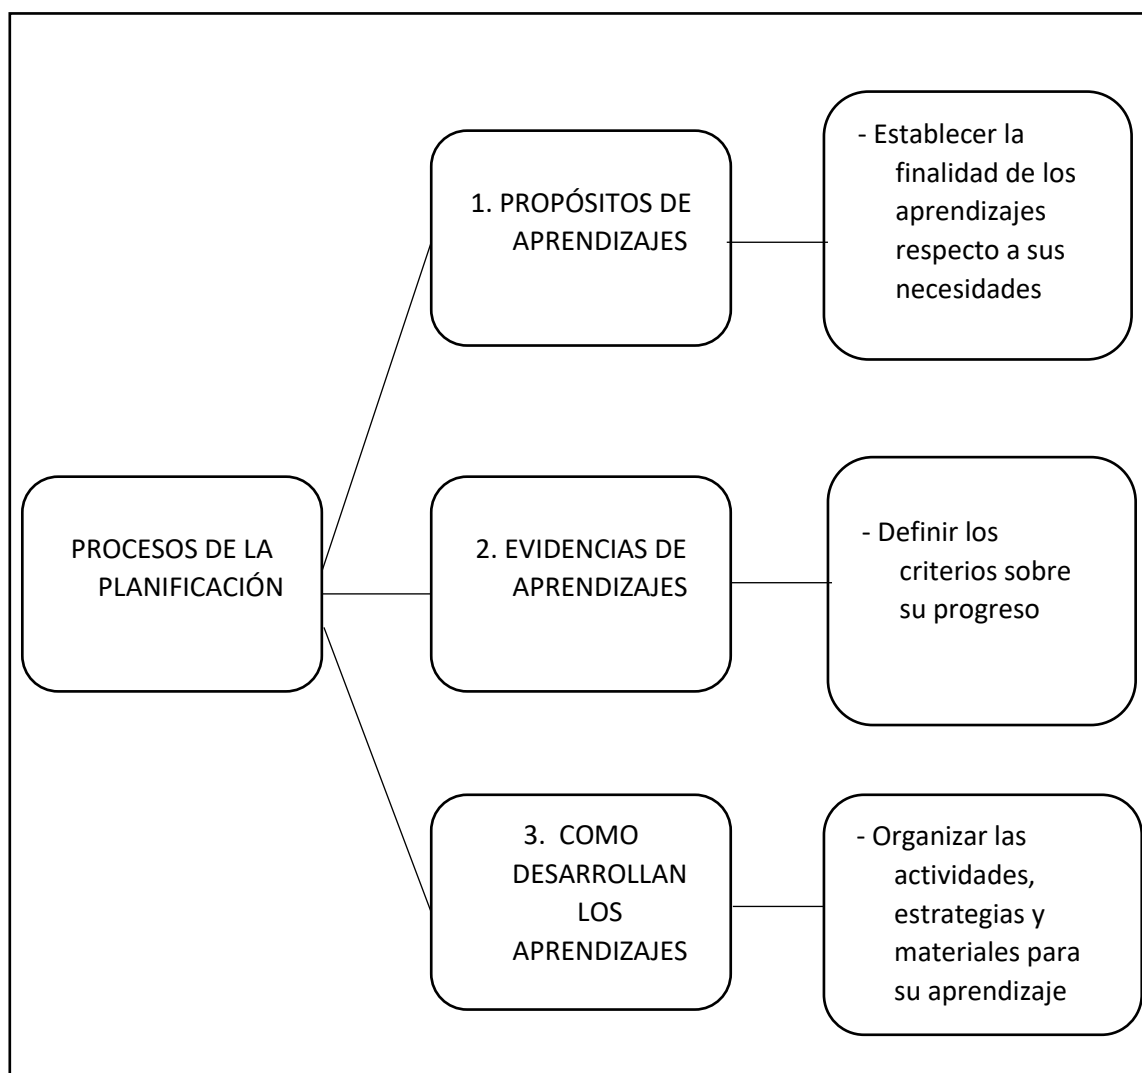 PROCESOS DE LA
PLANIFICACIÓN
1. PROPÓSITOS DE
APRENDIZAJES
- Establecer la
finalidad de los
aprendizajes
respecto a sus
necesidades
2. EVIDENCIAS DE
APRENDIZAJES
- Definir los
criterios sobre
su progreso
3. COMO
DESARROLLAN
LOS
APRENDIZAJES
- Organizar las
actividades,
estrategias y
materiales para
su aprendizaje